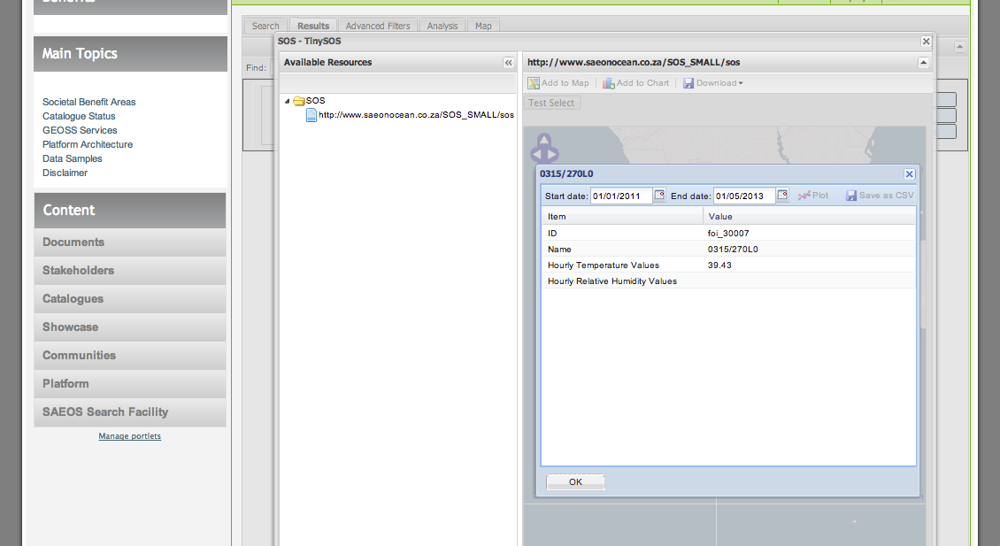 Main Topics
Societal Benefit Areas
Catalogue Status
GEOSS Services
Platform Architecture
Data Samples
Disclaimer
Content
Documents
Stakeholders
Catalogues
Showcase
Communities
Platform
SAEOS Search Facility
Manage portlets
Search Results Advanced Filters Analysis Map
Find:
SOS - TinySOS
Available Resources
SOS
http://www.saeonocean.co.za/SOS_SMALL/sos
http://www.saeonocean.co.za/SOS_SMALL/sos
Add to Map Add to Chart Download
Test Select
0315/270L0
Start date: 01/01/2011 End date: 01/05/2013 Plot Save as CSV
Item Value
ID foi_30007
Name 0315/270L0
Hourly Temperature Values 39.43
Hourly Relative Humidity Values
OK